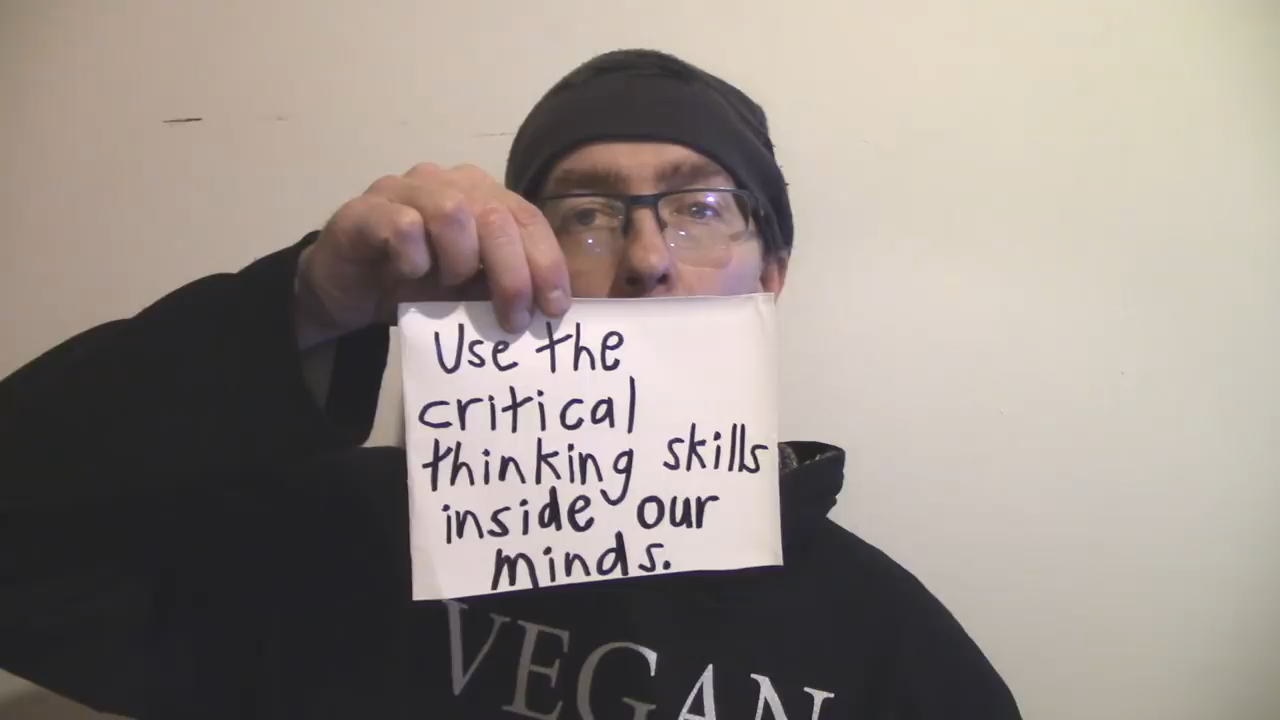 Use the
critical
thinking skills
inside our
minds.
VEGAN